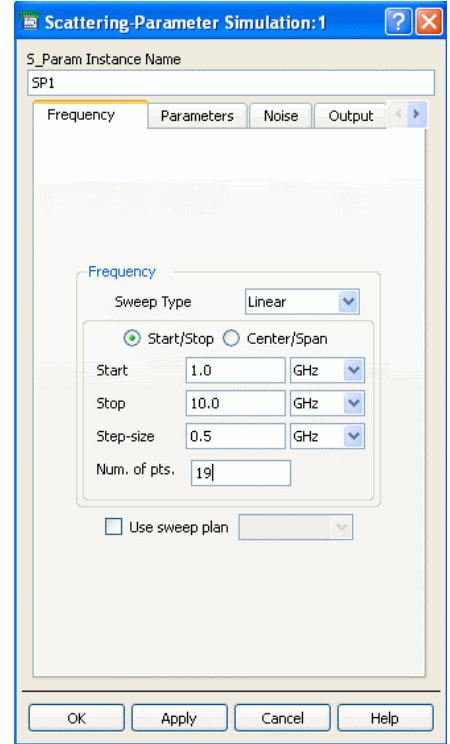 Scattering-Parameter Simulation:1
S_Param Instance Name
SP1
Frequency Parameters Noise Output
Frequency
Sweep Type Linear
Start/Stop Center/Span
Start 1.0 GHz
Stop 10.0 GHz
Step-size 0.5 GHz
Num. of pts. 19
Use sweep plan
OK Apply Cancel Help